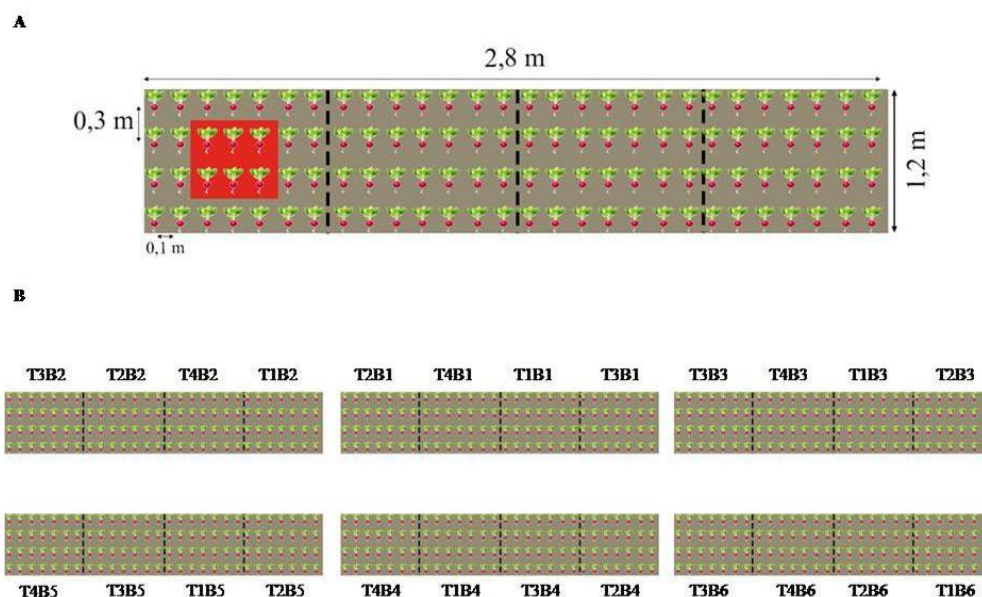 A
2,8 m
0,3 m
1,2 m
0,1 m
B
T3B2 T2B2 T4B2 T1B2 T2B1 T4B1 T1B1 T3B1 T3B3 T4B3 T1B3 T2B3
T4B5 T3B5 T1B5 T2B5 T4B4 T1B4 T3B4 T2B4 T3B6 T4B6 T2B6 T1B6